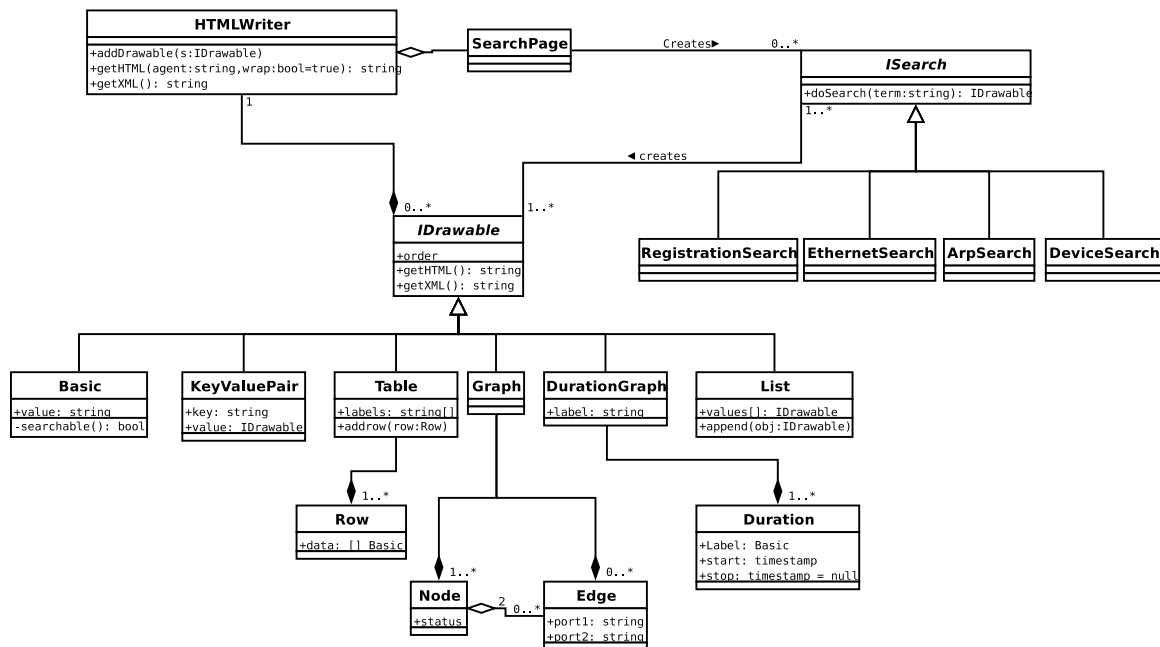 HTMLWriter
+addDrawable(s:IDrawable)
+getHTML(agent:string,wrap:bool=true): string
+getXML(): string
SearchPage
Creates►
0..*
ISearch
+doSearch(term:string): IDrawable
1
1..*
◄ creates
0..*
1..*
IDrawable
+order
+getHTML(): string
+getXML(): string
RegistrationSearch
EthernetSearch
ArpSearch
DeviceSearch
Basic
+value: string
-searchable(): bool
KeyValuePair
+key: string
+value: IDrawable
Table
+labels: string[]
+addrow(row:Row)
Graph
DurationGraph
+label: string
List
+values[]: IDrawable
+append(obj:IDrawable)
1..*
Row
+data: [] Basic
1..*
Duration
+Label: Basic
+start: timestamp
+stop: timestamp = null
1..*
Node
+status
2
0..*
0..*
Edge
+port1: string
+port2: string